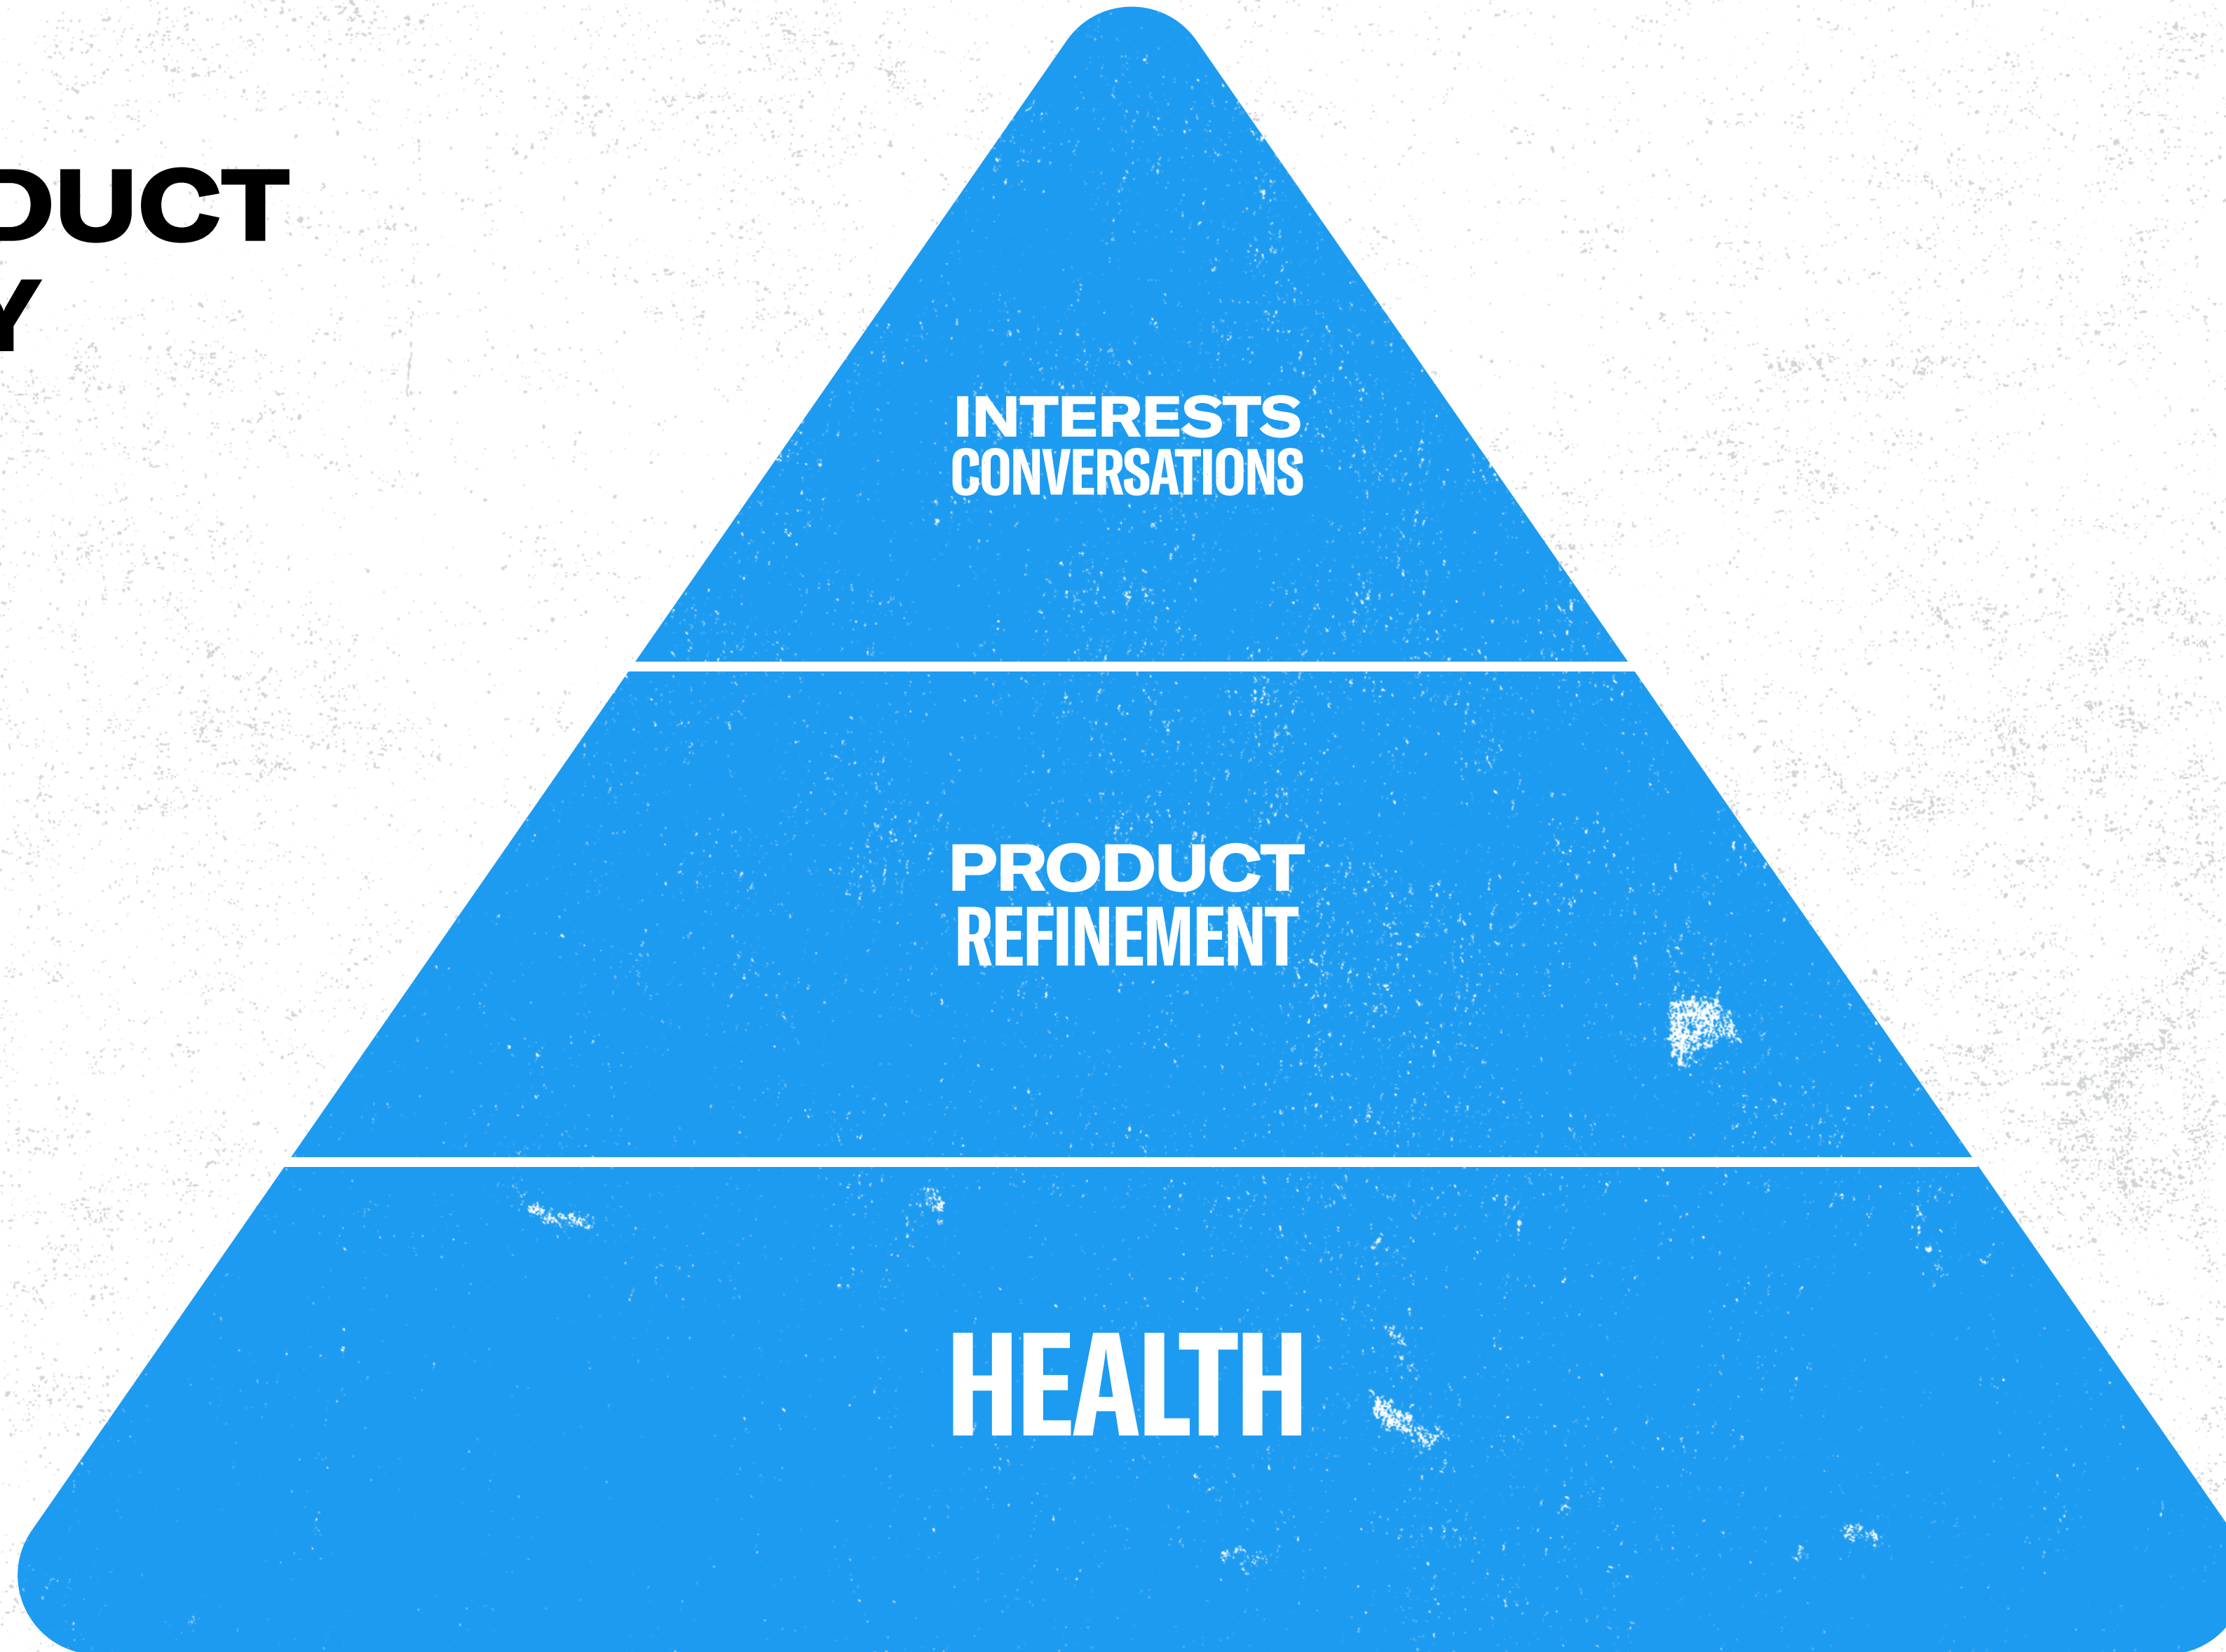 DUCT
Y
INTERESTS
CONVERSATIONS
PRODUCT
REFINEMENT
HEALTH